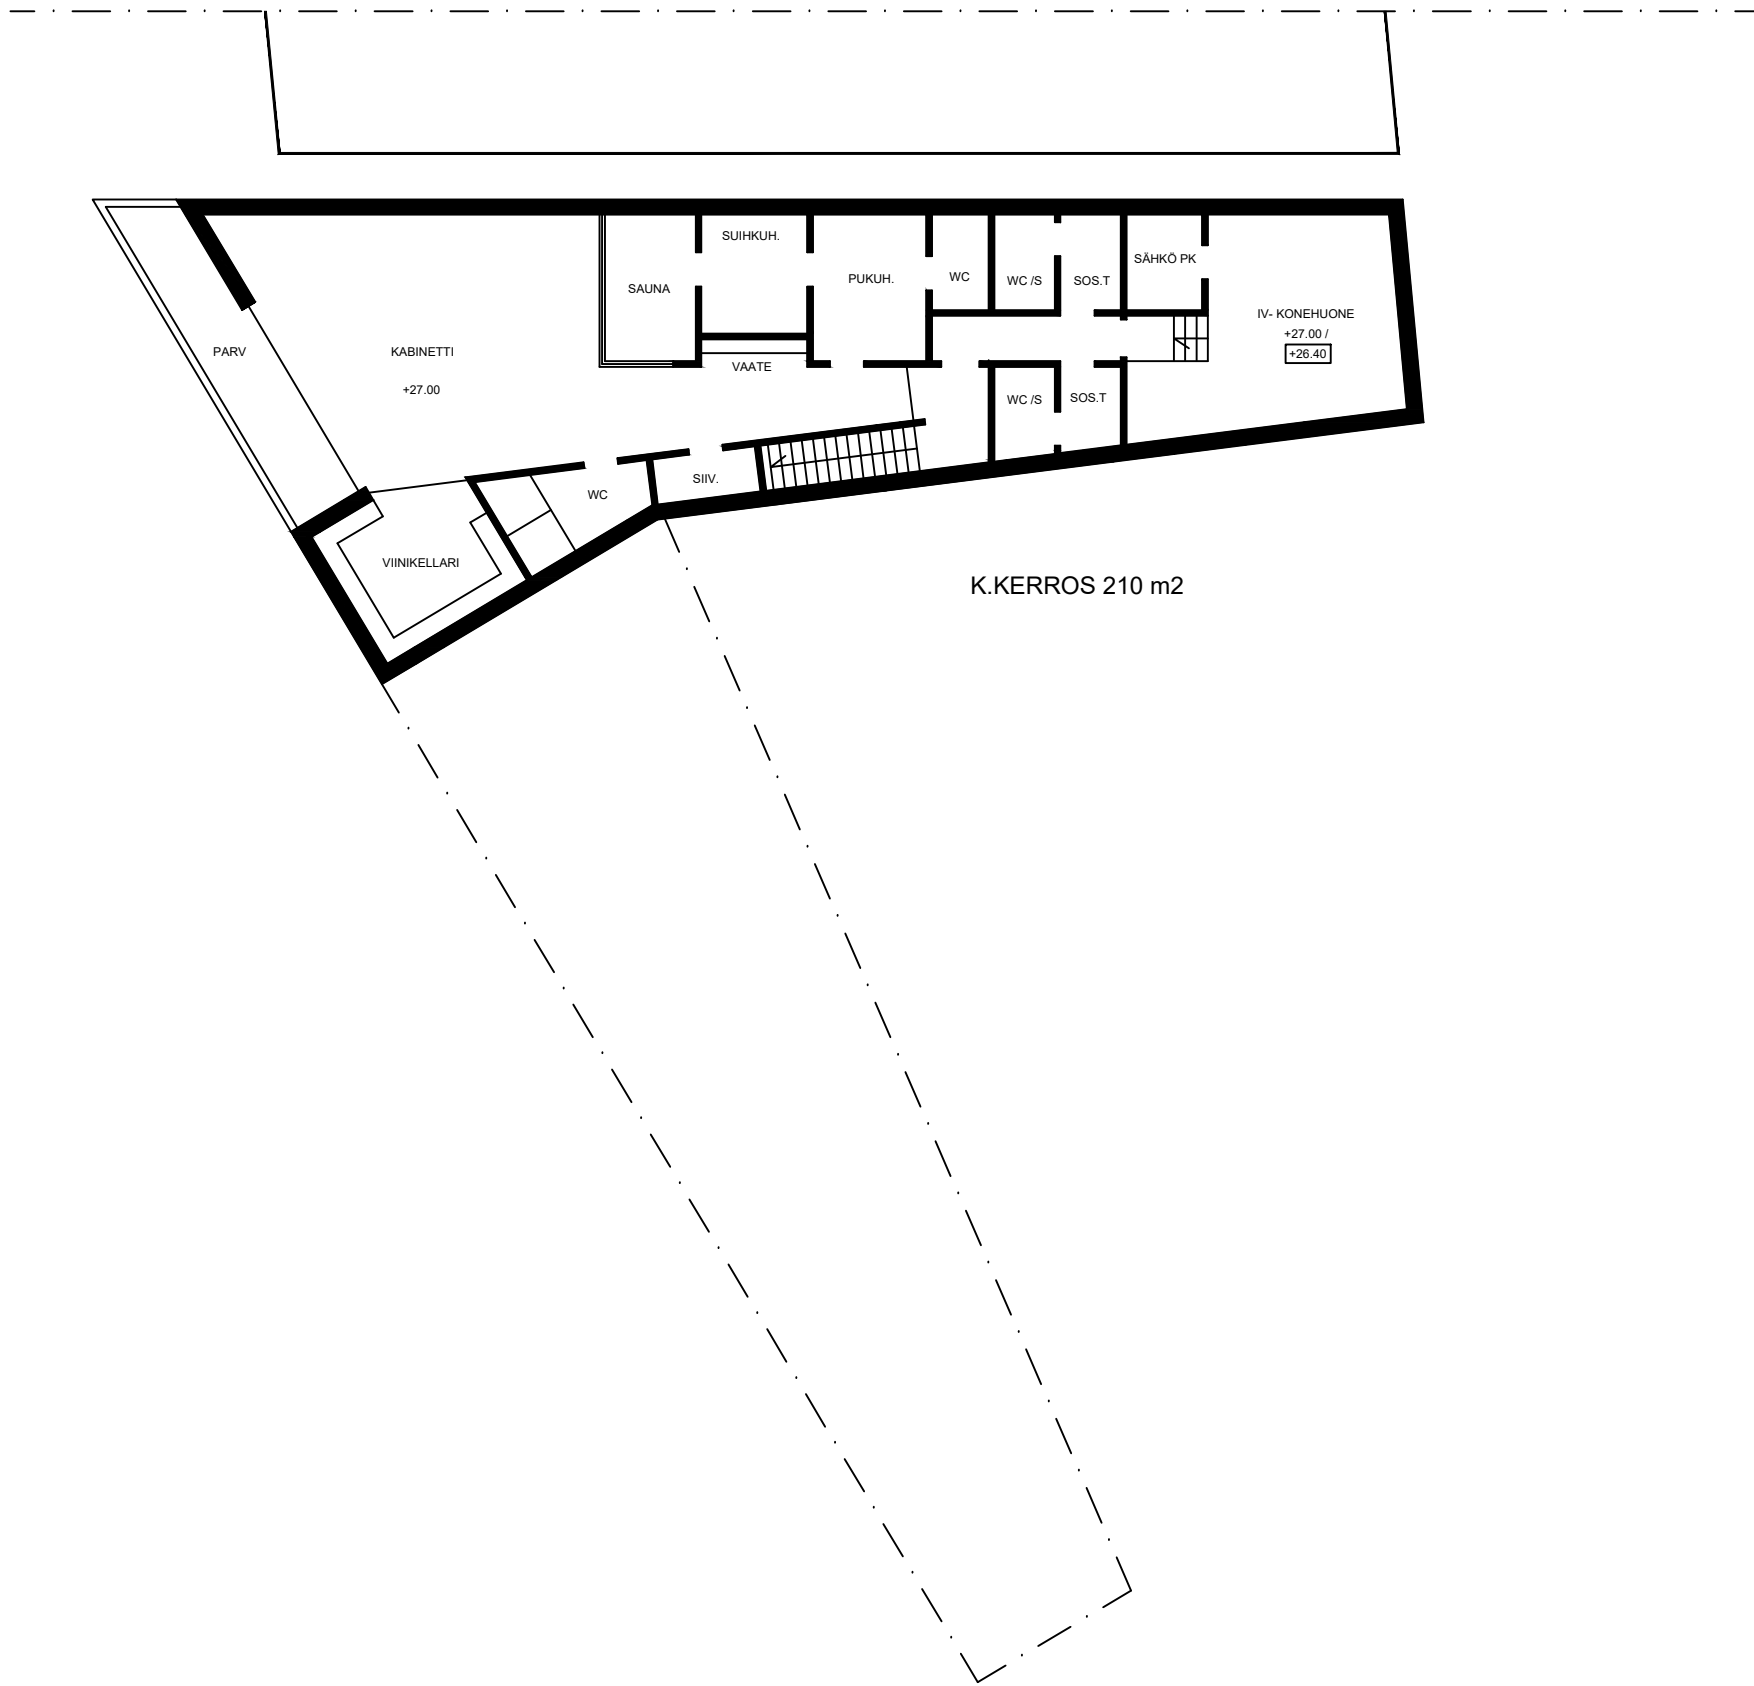 SUIHKUH.
SÄHKÖ PK
PUKUH.
WC
WC /S
SOS.T
SAUNA
IV- KONEHUONE
+27.00 /
+26.40
PARV
KABINETTI
VAATE
+27.00
WC /S
SOS.T
SIIV.
WC
VIINIKELLARI
K.KERROS 210 m2